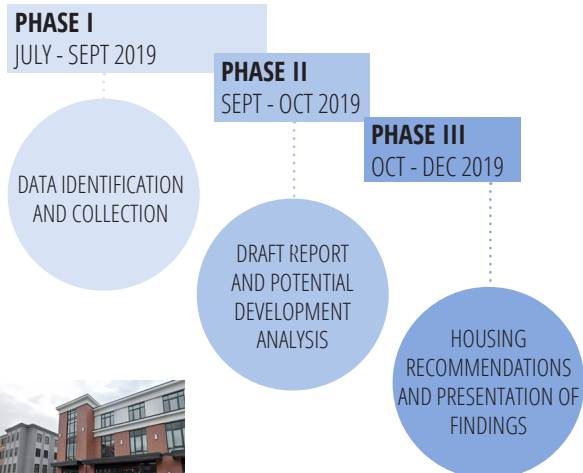 PHASE I
JULY - SEPT 2019
PHASE II
SEPT - OCT 2019
PHASE III
OCT - DEC 2019
DATA IDENTIFICATION
AND COLLECTION
DRAFT REPORT
AND POTENTIAL
DEVELOPMENT
ANALYSIS
HOUSING
RECOMMENDATIONS
AND PRESENTATION OF
FINDINGS